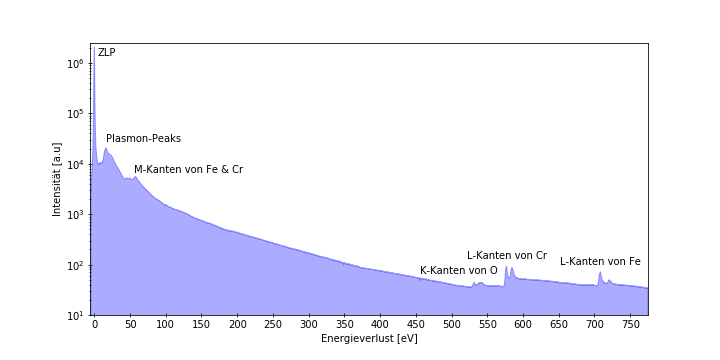 ZLP
Plasmon-Peaks
M-Kanten von Fe & Cr
L-Kanten von Cr
K-Kanten von O
L-Kanten von Fe
Intensität [a.u]
10⁶
10⁵
10⁴
10³
10²
10¹
0 50 100 150 200 250 300 350 400 450 500 550 600 650 700 750
Energieverlust [eV]